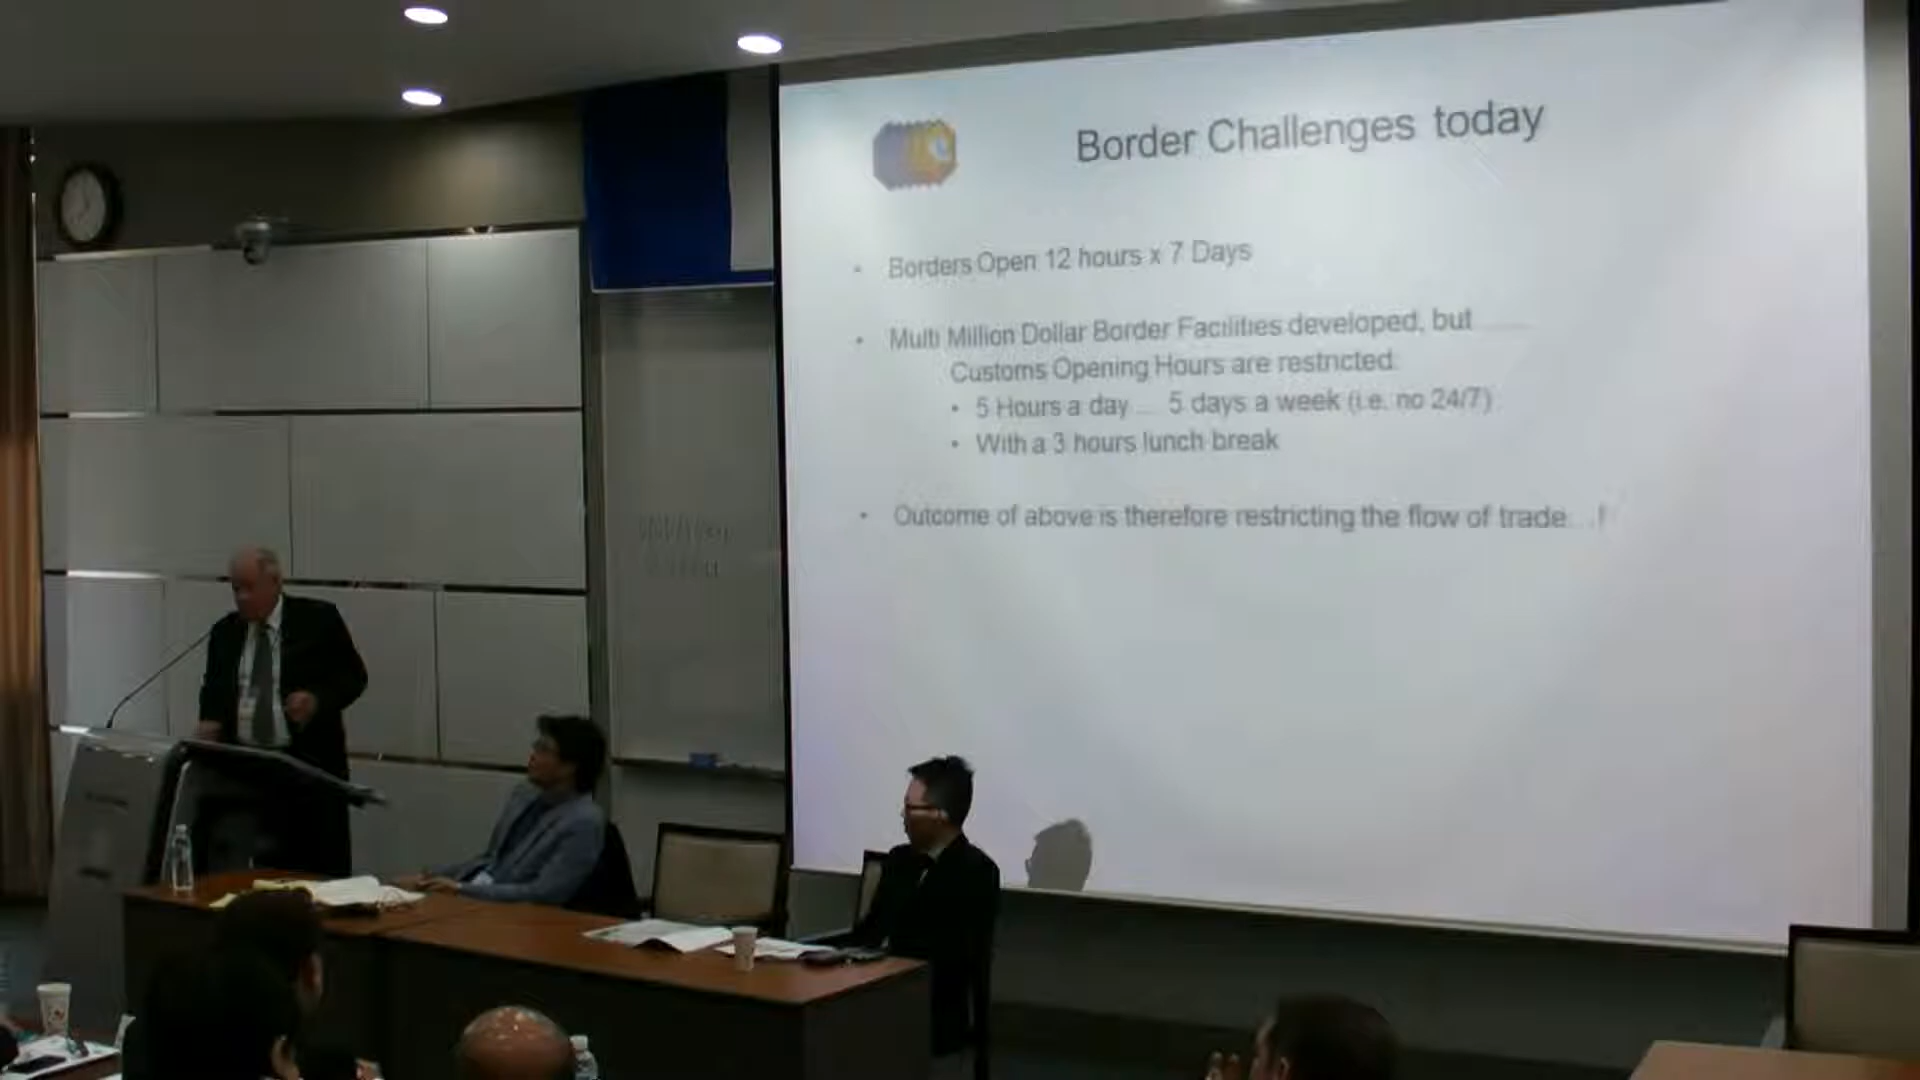 Border Challenges today
• Borders Open 12 hours x 7 Days
• Multi Million Dollar Border Facilities developed, but
Customs Opening Hours are restricted:
• 5 Hours a day ... 5 days a week (i.e. no 24/7)
• With a 3 hours lunch break
• Outcome of above is therefore restricting the flow of trade...!